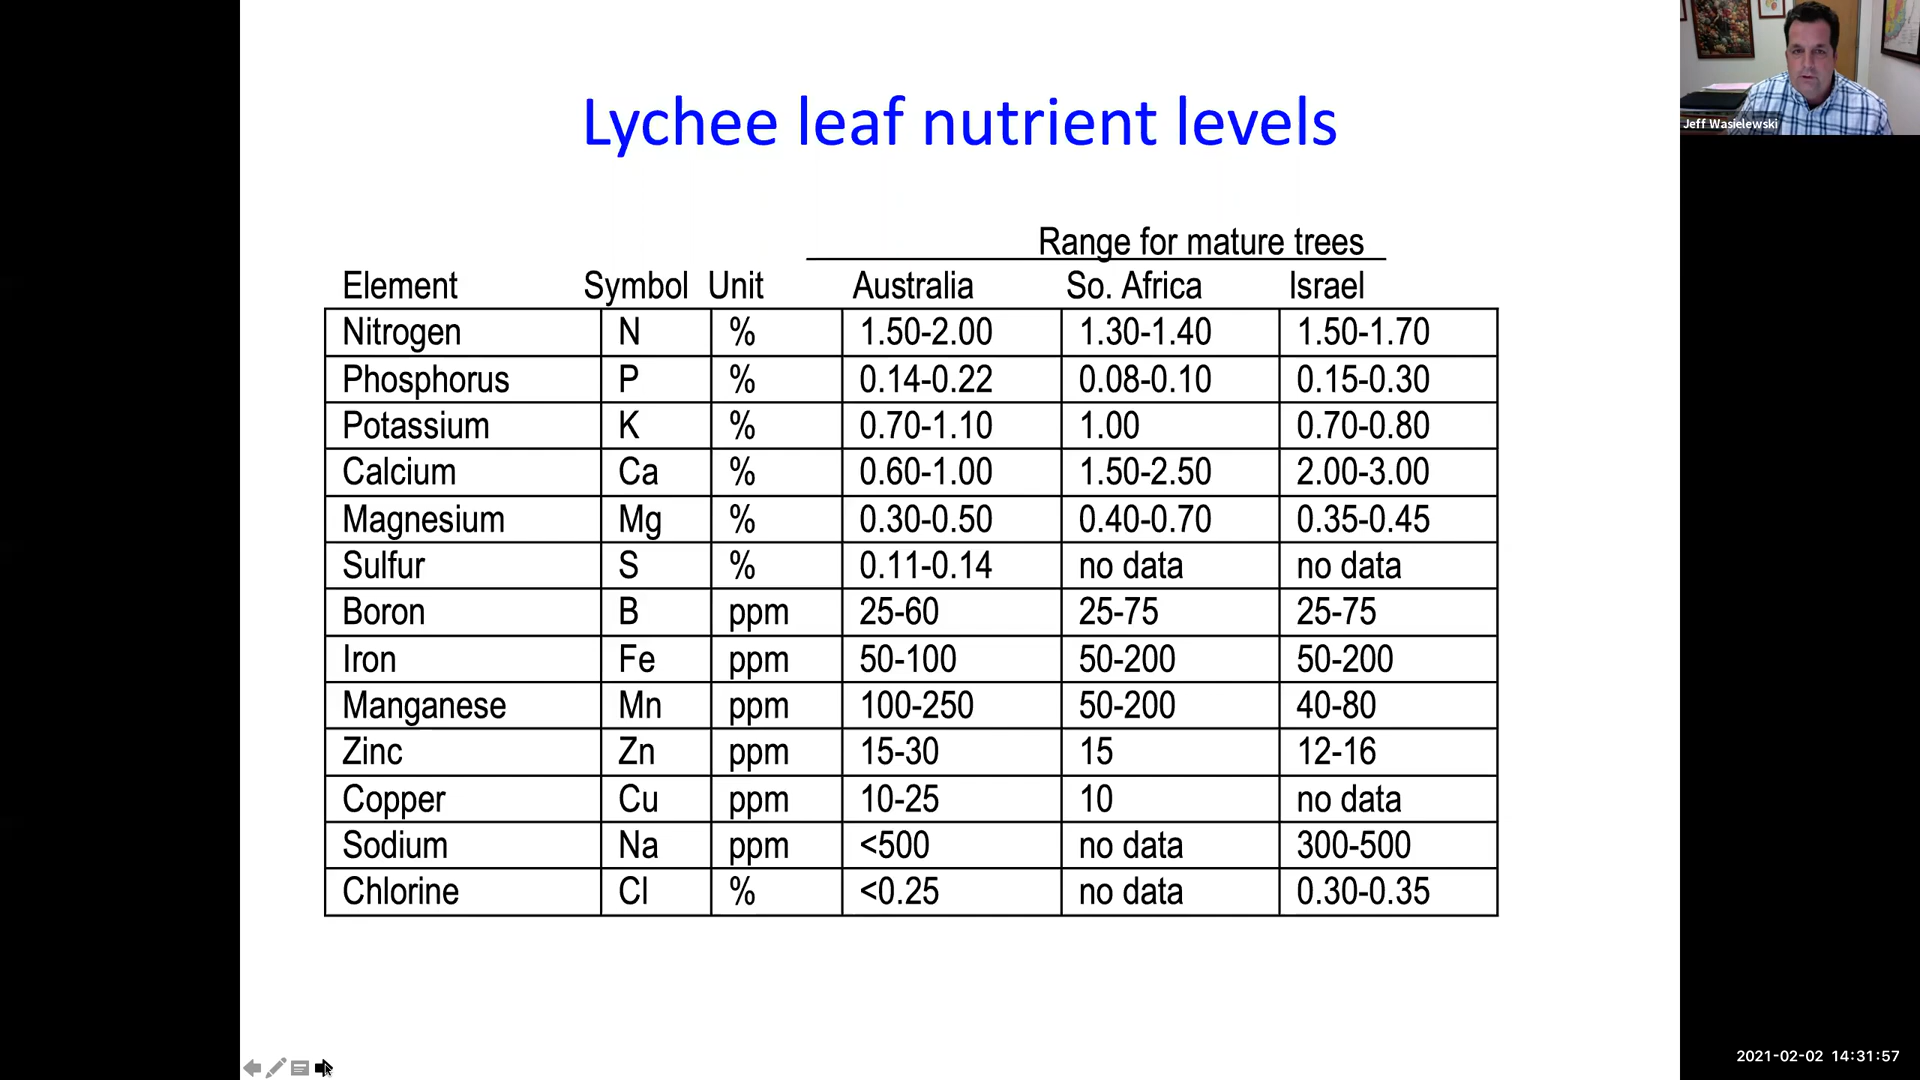 Lychee leaf nutrient levels
Jeff Wasielewski
Range for mature trees
Element Symbol Unit Australia So. Africa Israel
Nitrogen N % 1.50-2.00 1.30-1.40 1.50-1.70
Phosphorus P % 0.14-0.22 0.08-0.10 0.15-0.30
Potassium K % 0.70-1.10 1.00 0.70-0.80
Calcium Ca % 0.60-1.00 1.50-2.50 2.00-3.00
Magnesium Mg % 0.30-0.50 0.40-0.70 0.35-0.45
Sulfur S % 0.11-0.14 no data no data
Boron B ppm 25-60 25-75 25-75
Iron Fe ppm 50-100 50-200 50-200
Manganese Mn ppm 100-250 50-200 40-80
Zinc Zn ppm 15-30 15 12-16
Copper Cu ppm 10-25 10 no data
Sodium Na ppm <500 no data 300-500
Chlorine Cl % <0.25 no data 0.30-0.35
2021-02-02 14:31:57